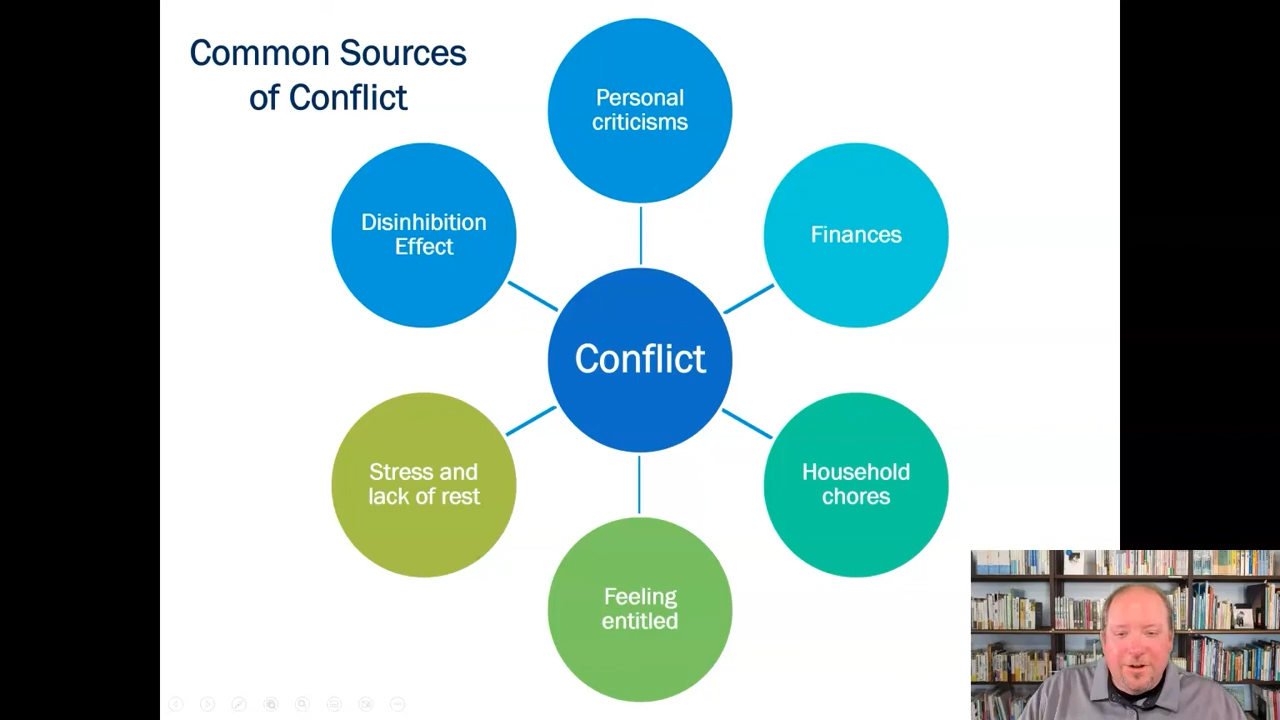 Common Sources
of Conflict
Personal
criticisms
Disinhibition
Effect
Finances
Conflict
Stress and
lack of rest
Household
chores
Feeling
entitled